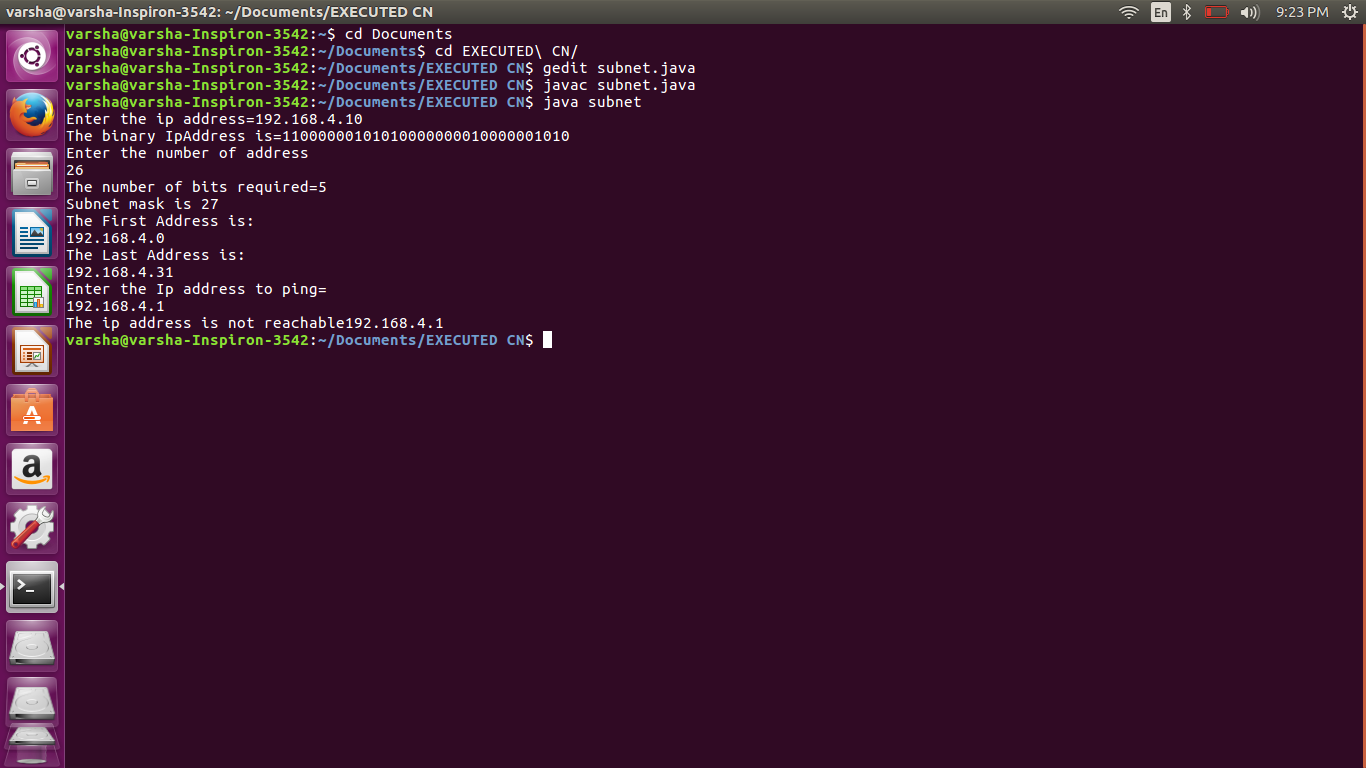 varsha@varsha-Inspiron-3542: ~/Documents/EXECUTED CN
En
9:23 PM
varsha@varsha-Inspiron-3542:~$ cd Documents
varsha@varsha-Inspiron-3542:~/Documents$ cd EXECUTED\ CN/
varsha@varsha-Inspiron-3542:~/Documents/EXECUTED CN$ gedit subnet.java
varsha@varsha-Inspiron-3542:~/Documents/EXECUTED CN$ javac subnet.java
varsha@varsha-Inspiron-3542:~/Documents/EXECUTED CN$ java subnet
Enter the ip address=192.168.4.10
The binary IpAddress is=11000000101010000000010000001010
Enter the number of address
26
The number of bits required=5
Subnet mask is 27
The First Address is:
192.168.4.0
The Last Address is:
192.168.4.31
Enter the Ip address to ping=
192.168.4.1
The ip address is not reachable192.168.4.1
varsha@varsha-Inspiron-3542:~/Documents/EXECUTED CN$